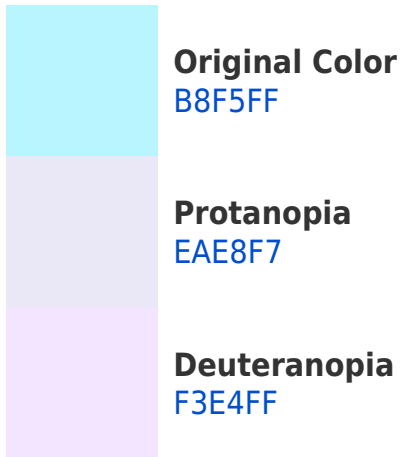 Original Color
B8F5FF
Protanopia
EAE8F7
Deuteranopia
F3E4FF